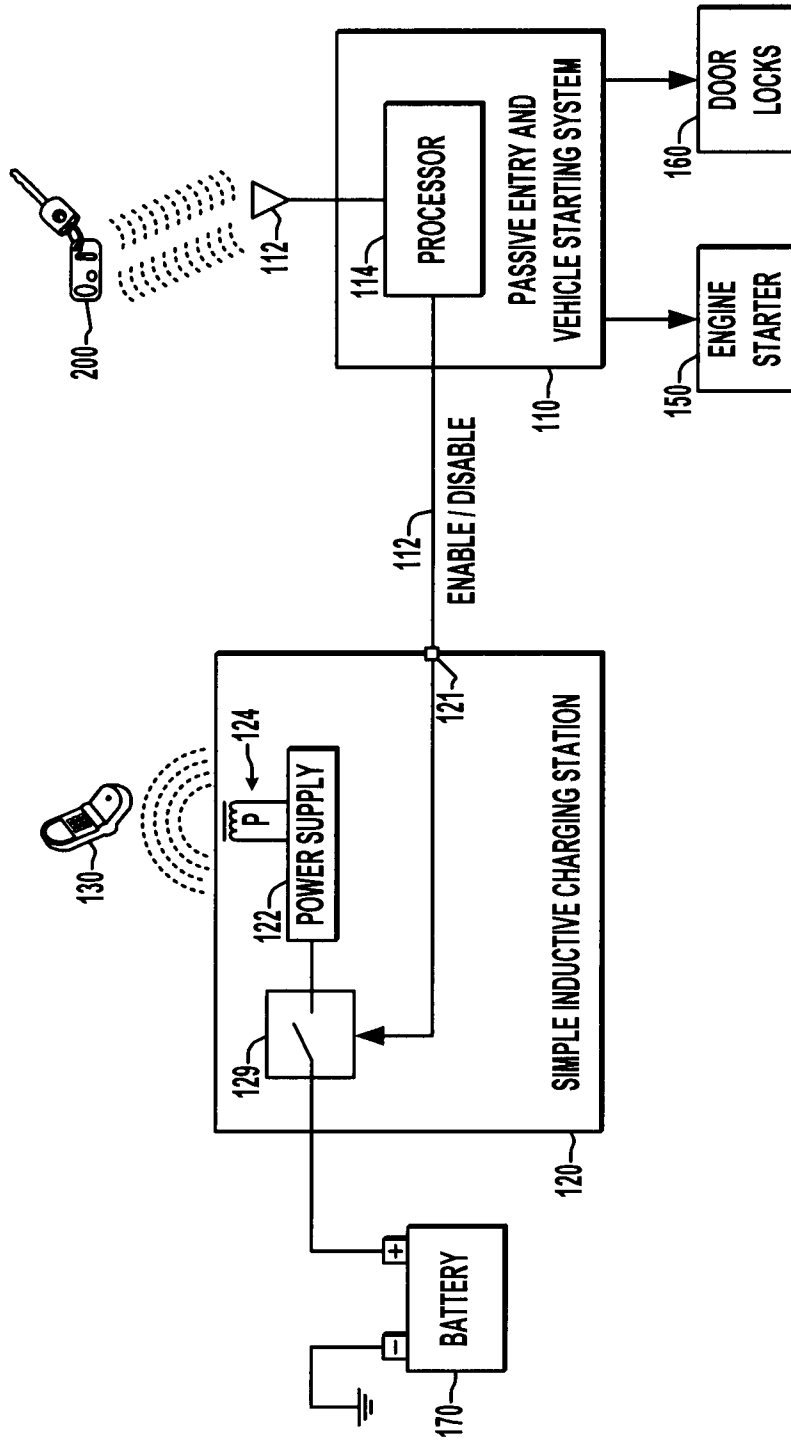 200
112
130
124
P
122
POWER SUPPLY
129
121
SIMPLE INDUCTIVE CHARGING STATION
120
+
-
BATTERY
170
112
ENABLE / DISABLE
114
PROCESSOR
PASSIVE ENTRY AND
VEHICLE STARTING SYSTEM
110
150
ENGINE
STARTER
160
DOOR
LOCKS